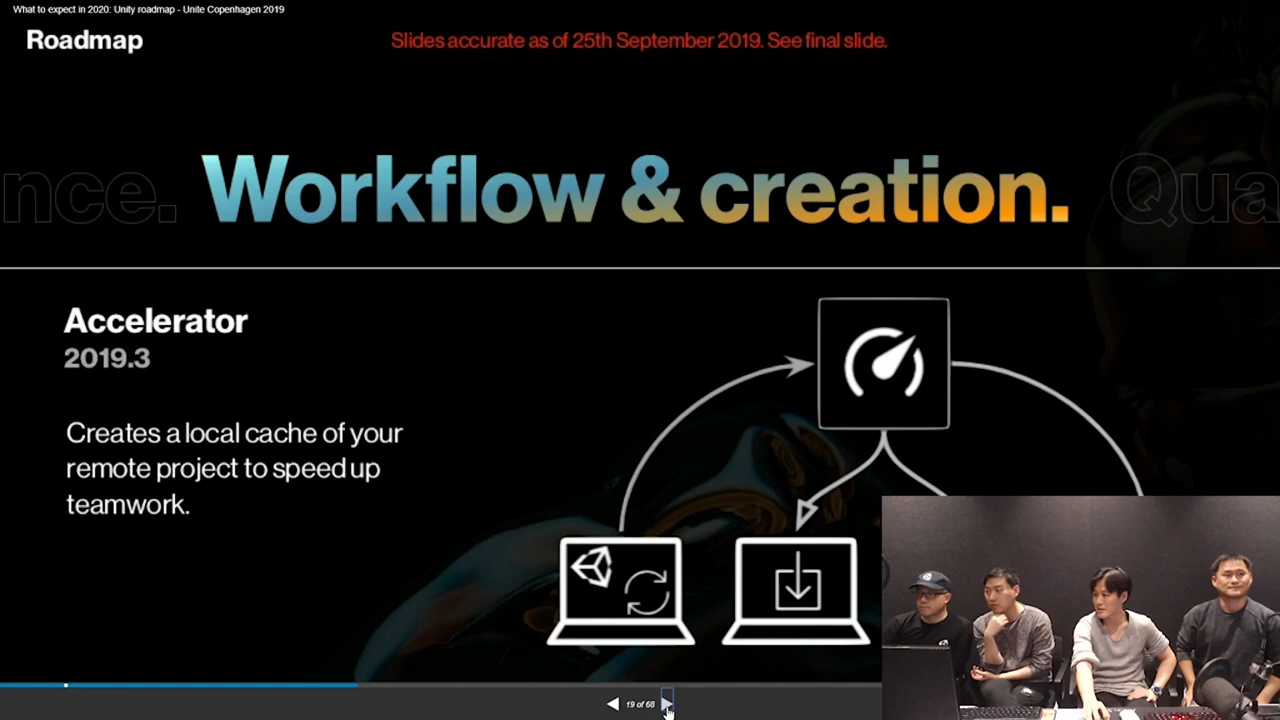 What to expect in 2020: Unity roadmap - Unite Copenhagen 2019
Roadmap
Slides accurate as of 25th September 2019. See final slide.
nce. Workflow & creation. Qua
Accelerator
2019.3
Creates a local cache of your
remote project to speed up
teamwork.
19 of 68